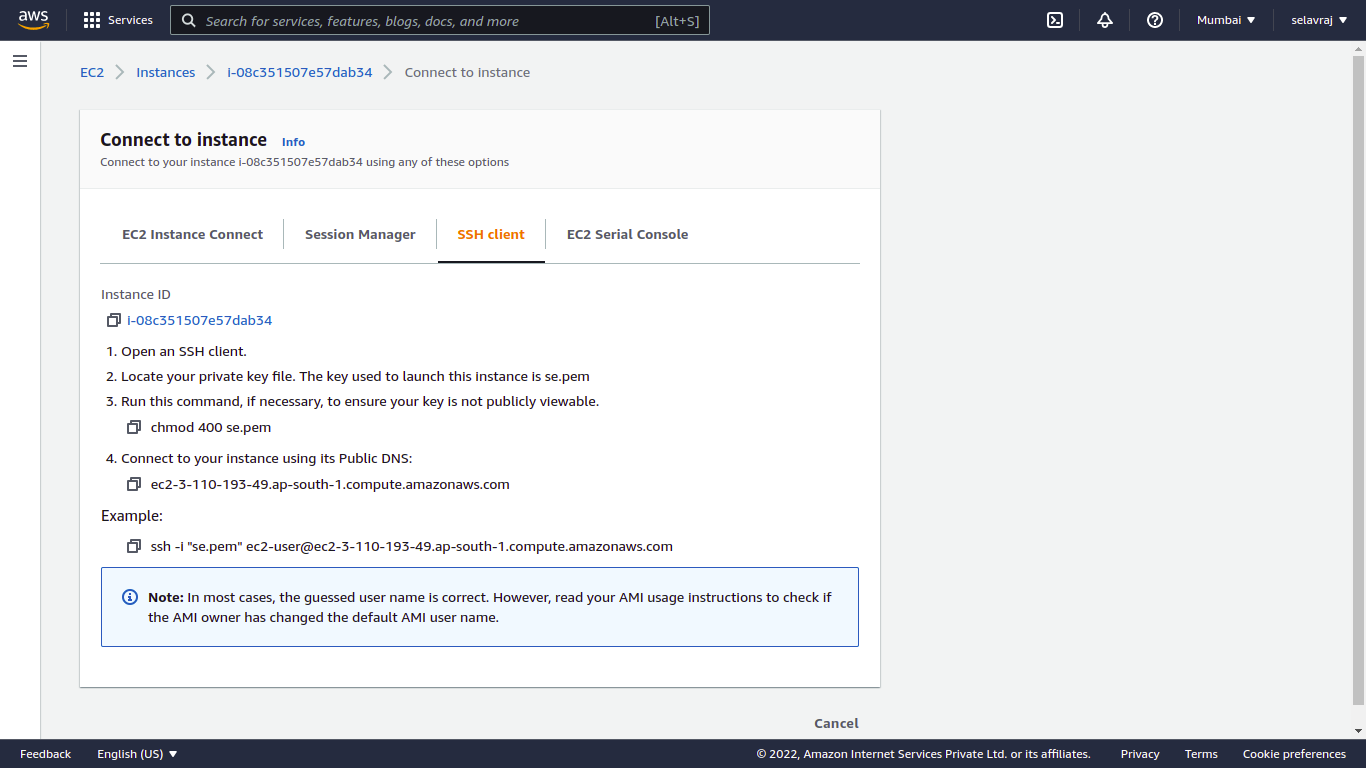 aws
Services
Search for services, features, blogs, docs, and more
[Alt+S]
Mumbai
selavraj
EC2
Instances
i-08c351507e57dab34
Connect to instance
Connect to instance Info
Connect to your instance i-08c351507e57dab34 using any of these options
EC2 Instance Connect
Session Manager
SSH client
EC2 Serial Console
Instance ID
i-08c351507e57dab34
1. Open an SSH client.
2. Locate your private key file. The key used to launch this instance is se.pem
3. Run this command, if necessary, to ensure your key is not publicly viewable.
chmod 400 se.pem
4. Connect to your instance using its Public DNS:
ec2-3-110-193-49.ap-south-1.compute.amazonaws.com
Example:
ssh -i "se.pem" ec2-user@ec2-3-110-193-49.ap-south-1.compute.amazonaws.com
Note: In most cases, the guessed user name is correct. However, read your AMI usage instructions to check if
the AMI owner has changed the default AMI user name.
Cancel
Feedback
English (US)
© 2022, Amazon Internet Services Private Ltd. or its affiliates.
Privacy
Terms
Cookie preferences